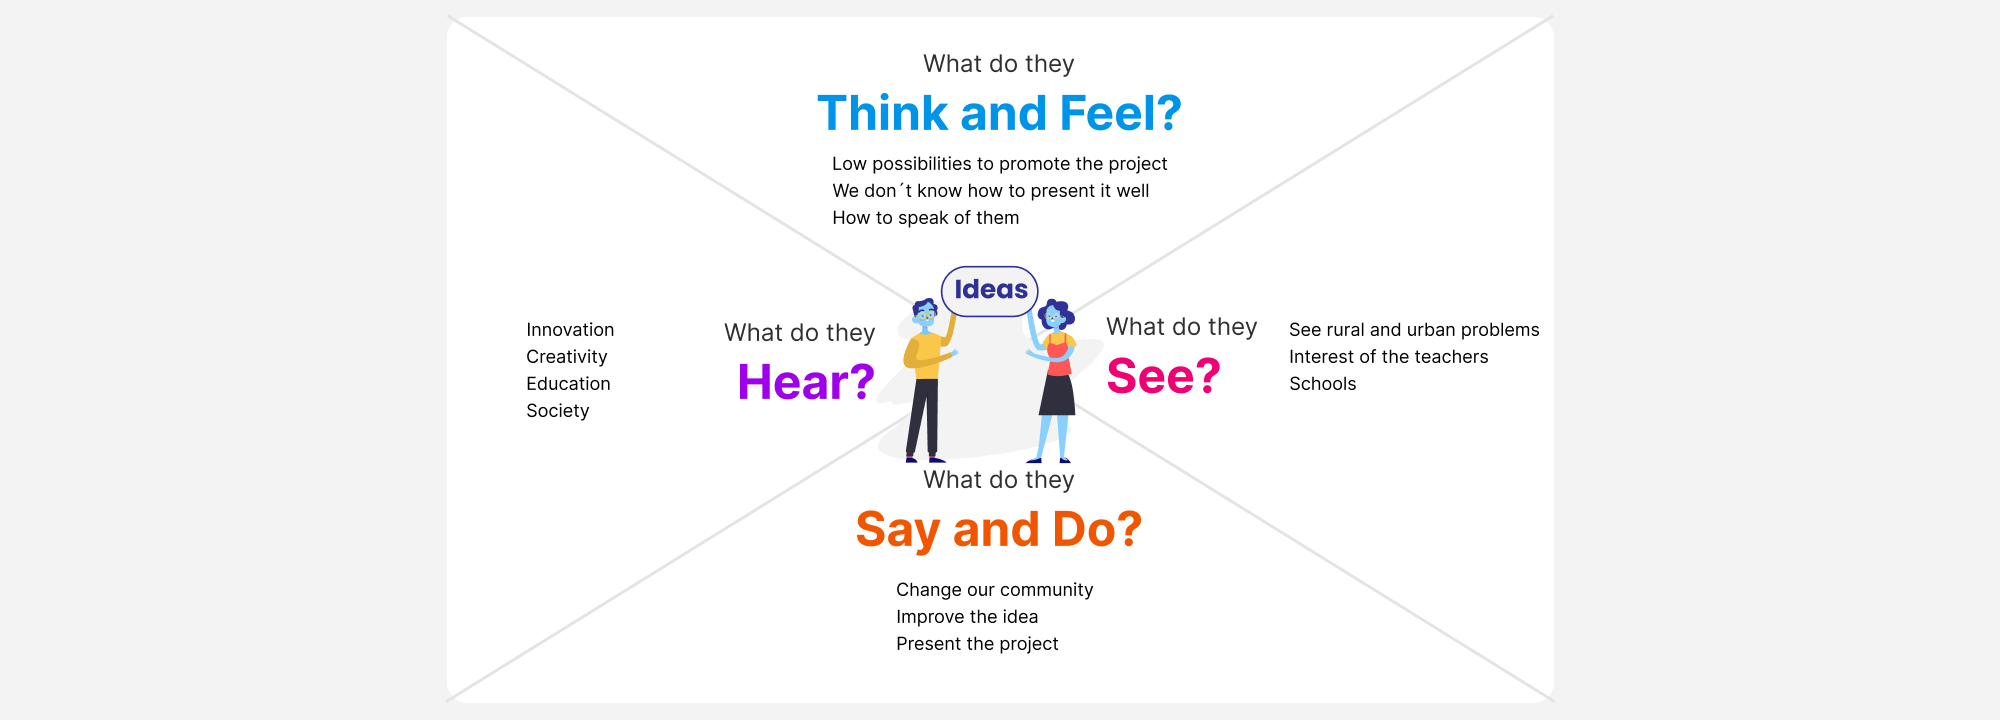 What do they
Think and Feel?
Low possibilities to promote the project
We don´t know how to present it well
How to speak of them
Ideas
Innovation
Creativity
Education
Society
What do they
Hear?
What do they
See?
See rural and urban problems
Interest of the teachers
Schools
What do they
Say and Do?
Change our community
Improve the idea
Present the project